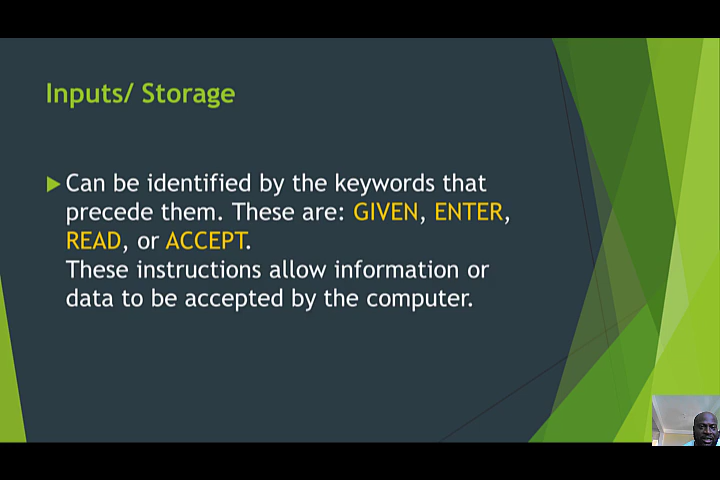 Inputs/ Storage
Can be identified by the keywords that
precede them. These are: GIVEN, ENTER,
READ, or ACCEPT.
These instructions allow information or
data to be accepted by the computer.